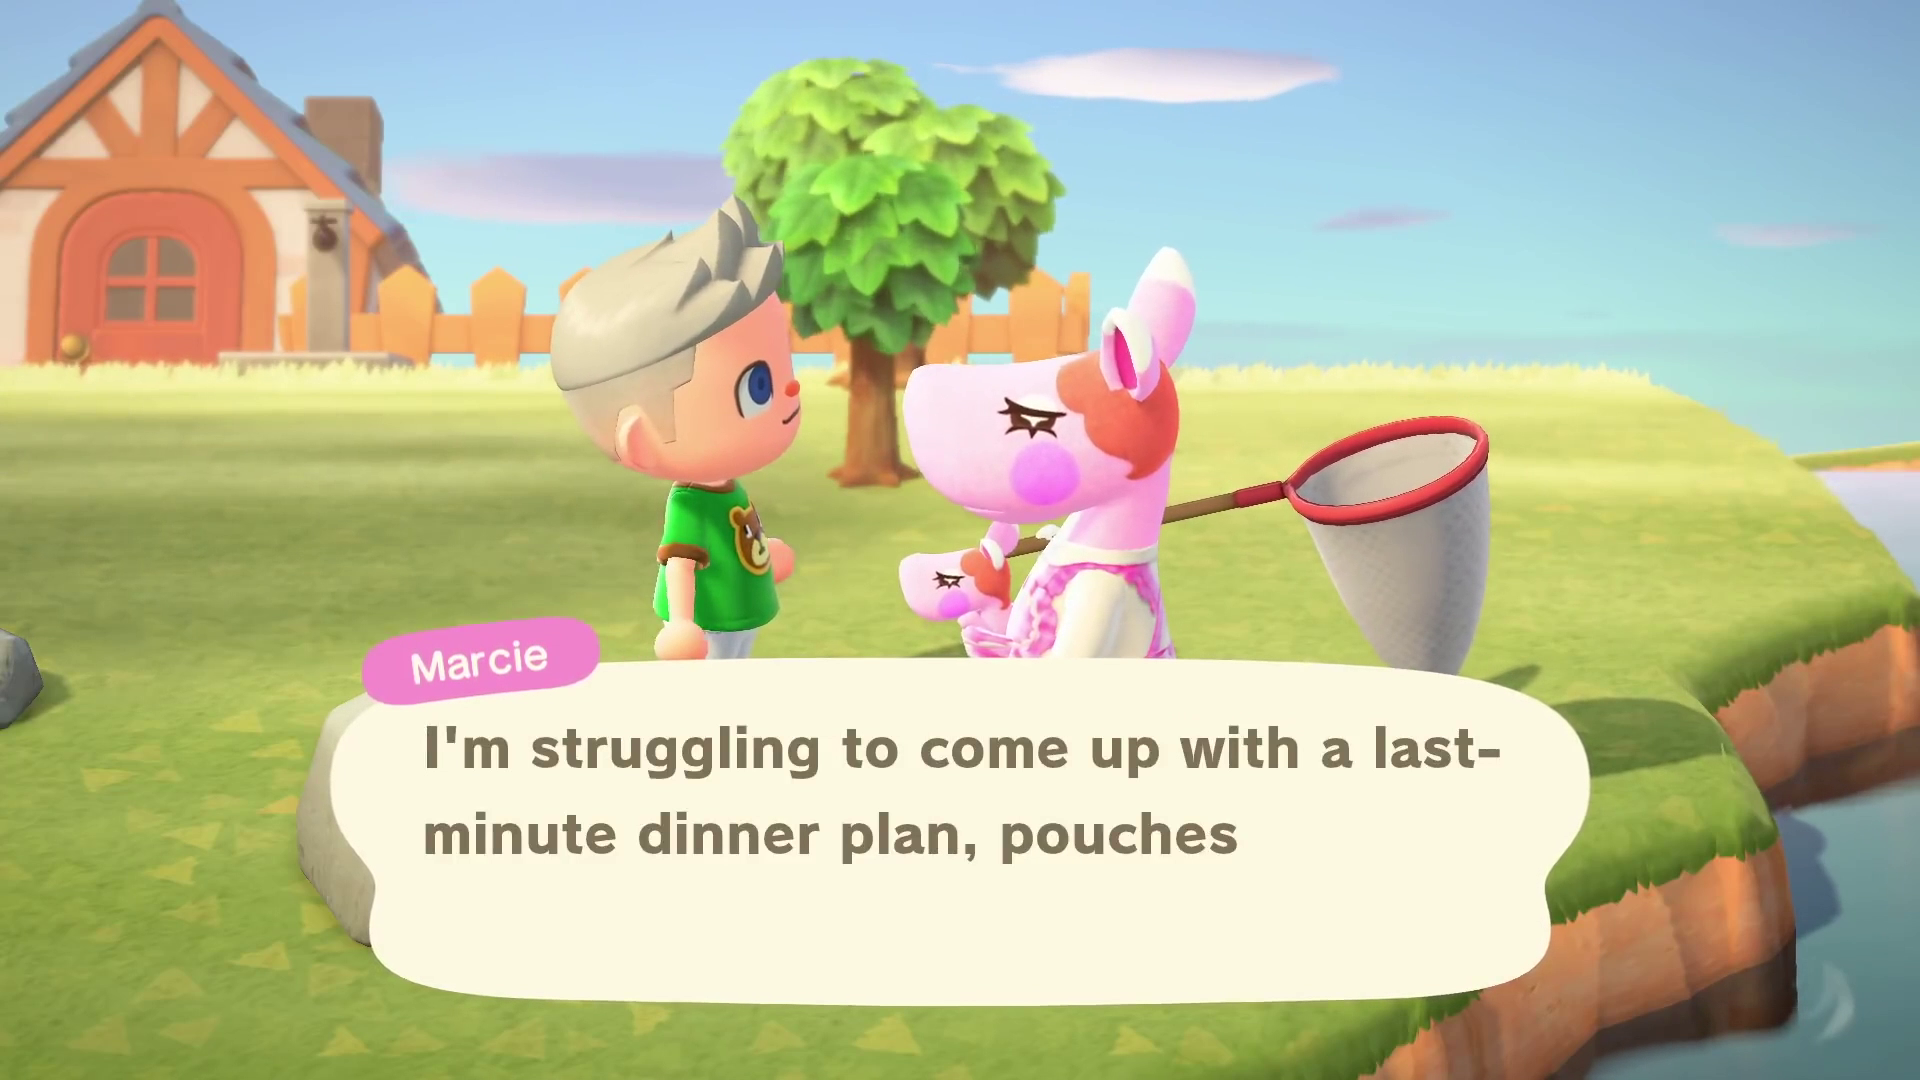 Marcie
I'm struggling to come up with a last-
minute dinner plan, pouches